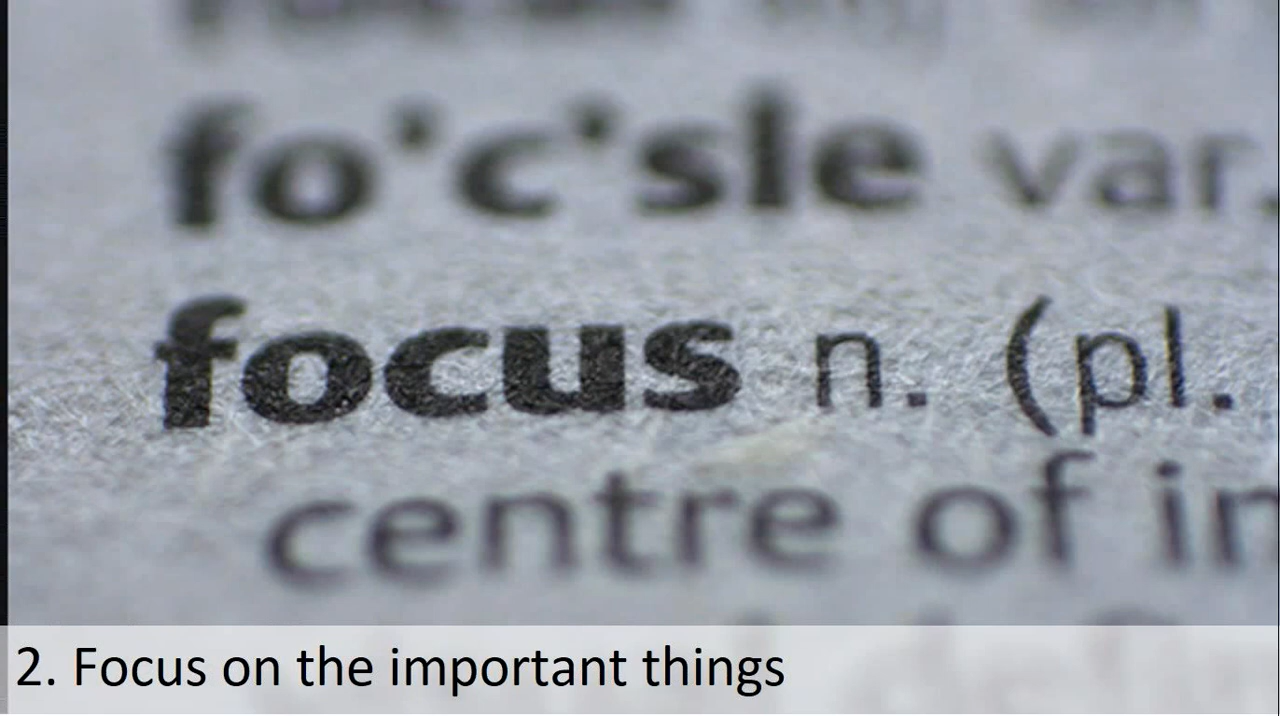 fo'c'sle var.
focus n. (pl.
centre of in
2. Focus on the important things